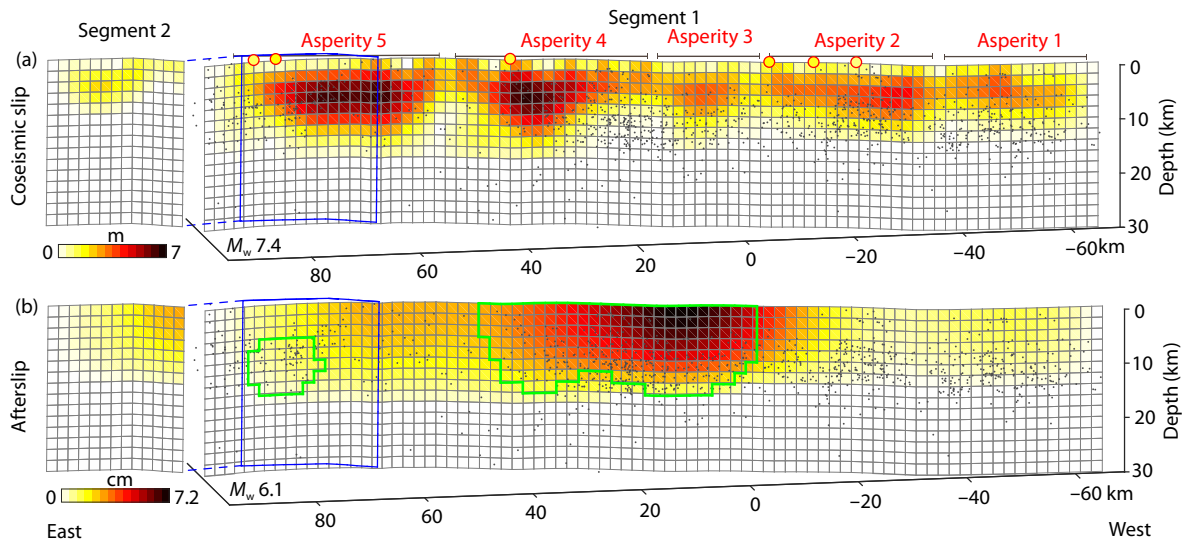 Segment 1
Segment 2
Asperity 5 Asperity 4 Asperity 3 Asperity 2 Asperity 1
(a)
Coseismic slip
0
10
20
30
Depth (km)
m
0 7
Mw 7.4
80 60 40 20 0 −20 −40 −60km
(b)
Afterslip
0
10
20
30
Depth (km)
cm
0 7.2
Mw 6.1
80 60 40 20 0 −20 −40 −60 km
East West